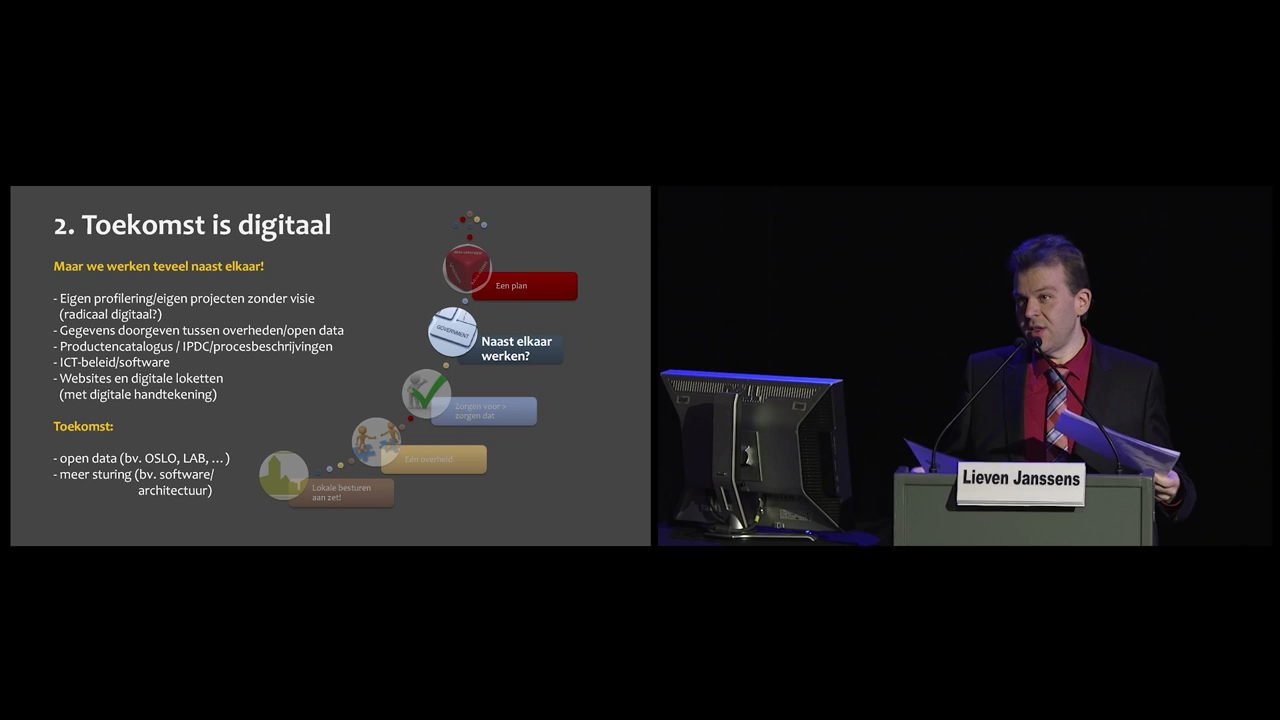 2. Toekomst is digitaal
Maar we werken teveel naast elkaar!
- Eigen profilering/eigen projecten zonder visie
(radicaal digitaal?)
- Gegevens doorgeven tussen overheden/open data
- Productencatalogus / IPDC/procesbeschrijvingen
- ICT-beleid/software
- Websites en digitale loketten
(met digitale handtekening)
Toekomst:
- open data (bv. OSLO, LAB, ...)
- meer sturing (bv. software/
architectuur)
Een plan
GOVERNMENT
Naast elkaar
werken?
Zorgen voor >
zorgen dat
Een overheid
Lokale besturen
aan zet!
Lieven Janssens